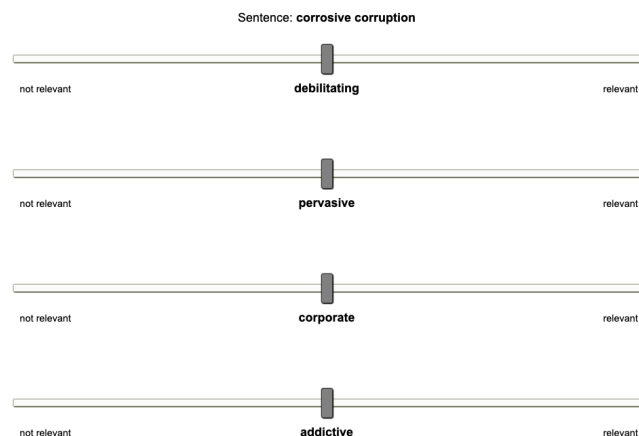 Sentence: corrosive corruption
not relevant debilitating relevant
not relevant pervasive relevant
not relevant corporate relevant
not relevant addictive relevant